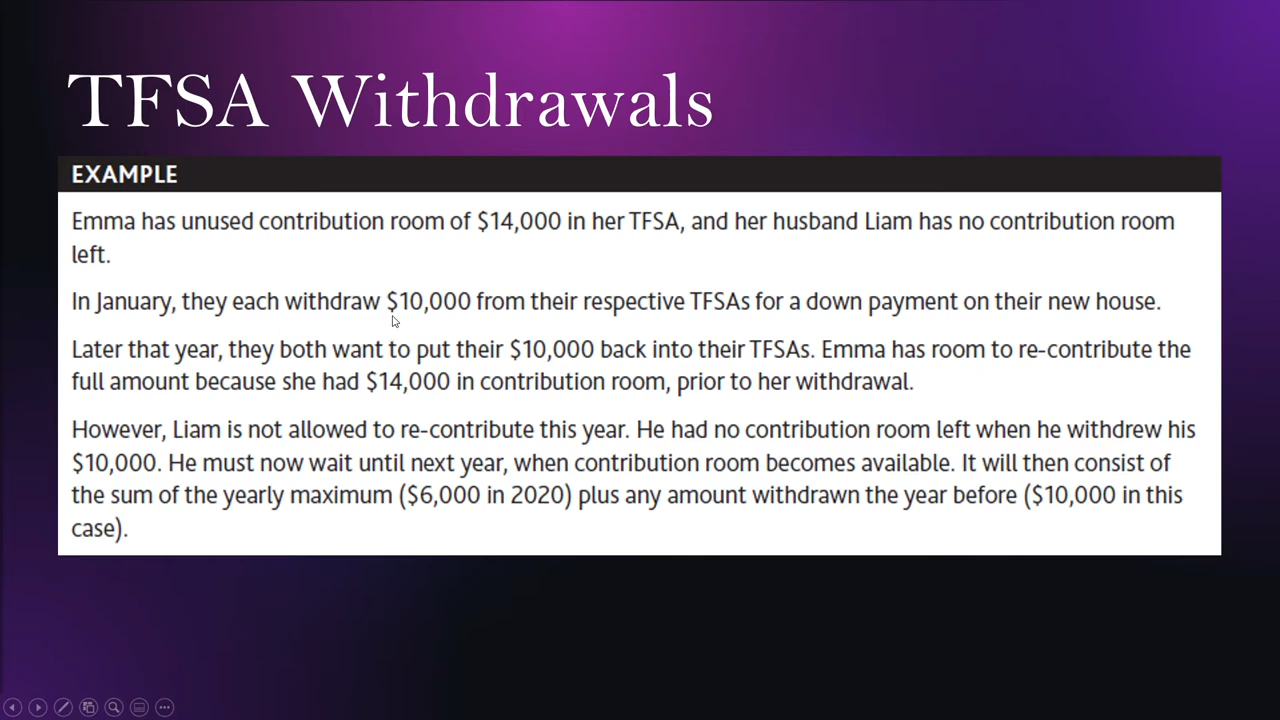 TFSA Withdrawals
EXAMPLE
Emma has unused contribution room of $14,000 in her TFSA, and her husband Liam has no contribution room
left.
In January, they each withdraw $10,000 from their respective TFSAs for a down payment on their new house.
Later that year, they both want to put their $10,000 back into their TFSAs. Emma has room to re-contribute the
full amount because she had $14,000 in contribution room, prior to her withdrawal.
However, Liam is not allowed to re-contribute this year. He had no contribution room left when he withdrew his
$10,000. He must now wait until next year, when contribution room becomes available. It will then consist of
the sum of the yearly maximum ($6,000 in 2020) plus any amount withdrawn the year before ($10,000 in this
case).